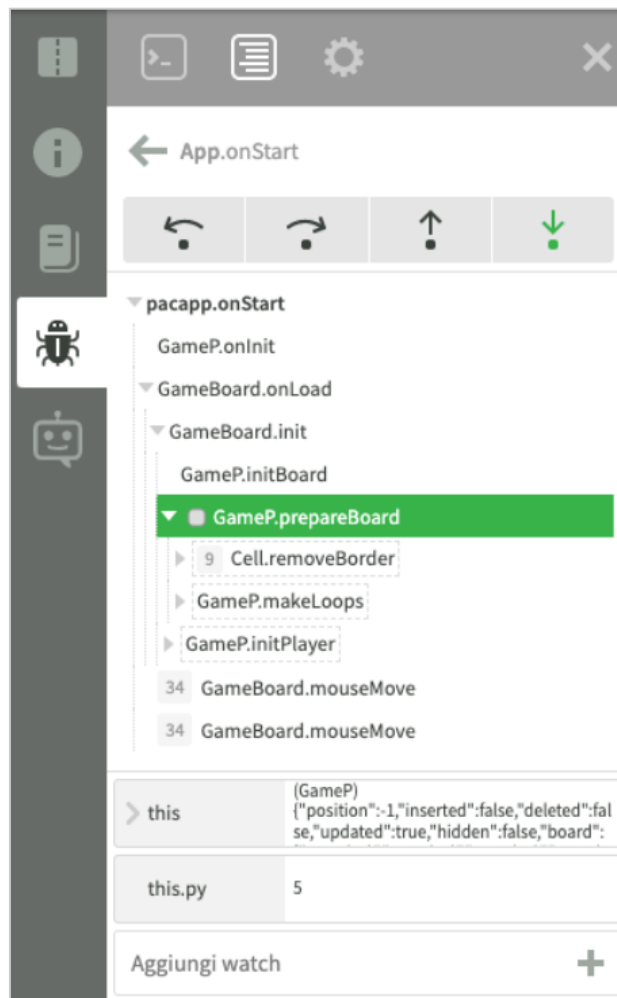 App.onStart
pacapp.onStart
GameP.onInit
GameBoard.onLoad
GameBoard.init
GameP.initBoard
GameP.prepareBoard
9 Cell.removeBorder
GameP.makeLoops
GameP.initPlayer
34 GameBoard.mouseMove
34 GameBoard.mouseMove
this
(GameP)
{"position":-1,"inserted":false,"deleted":fal
se,"updated":true,"hidden":false,"board":
this.py 5
Aggiungi watch